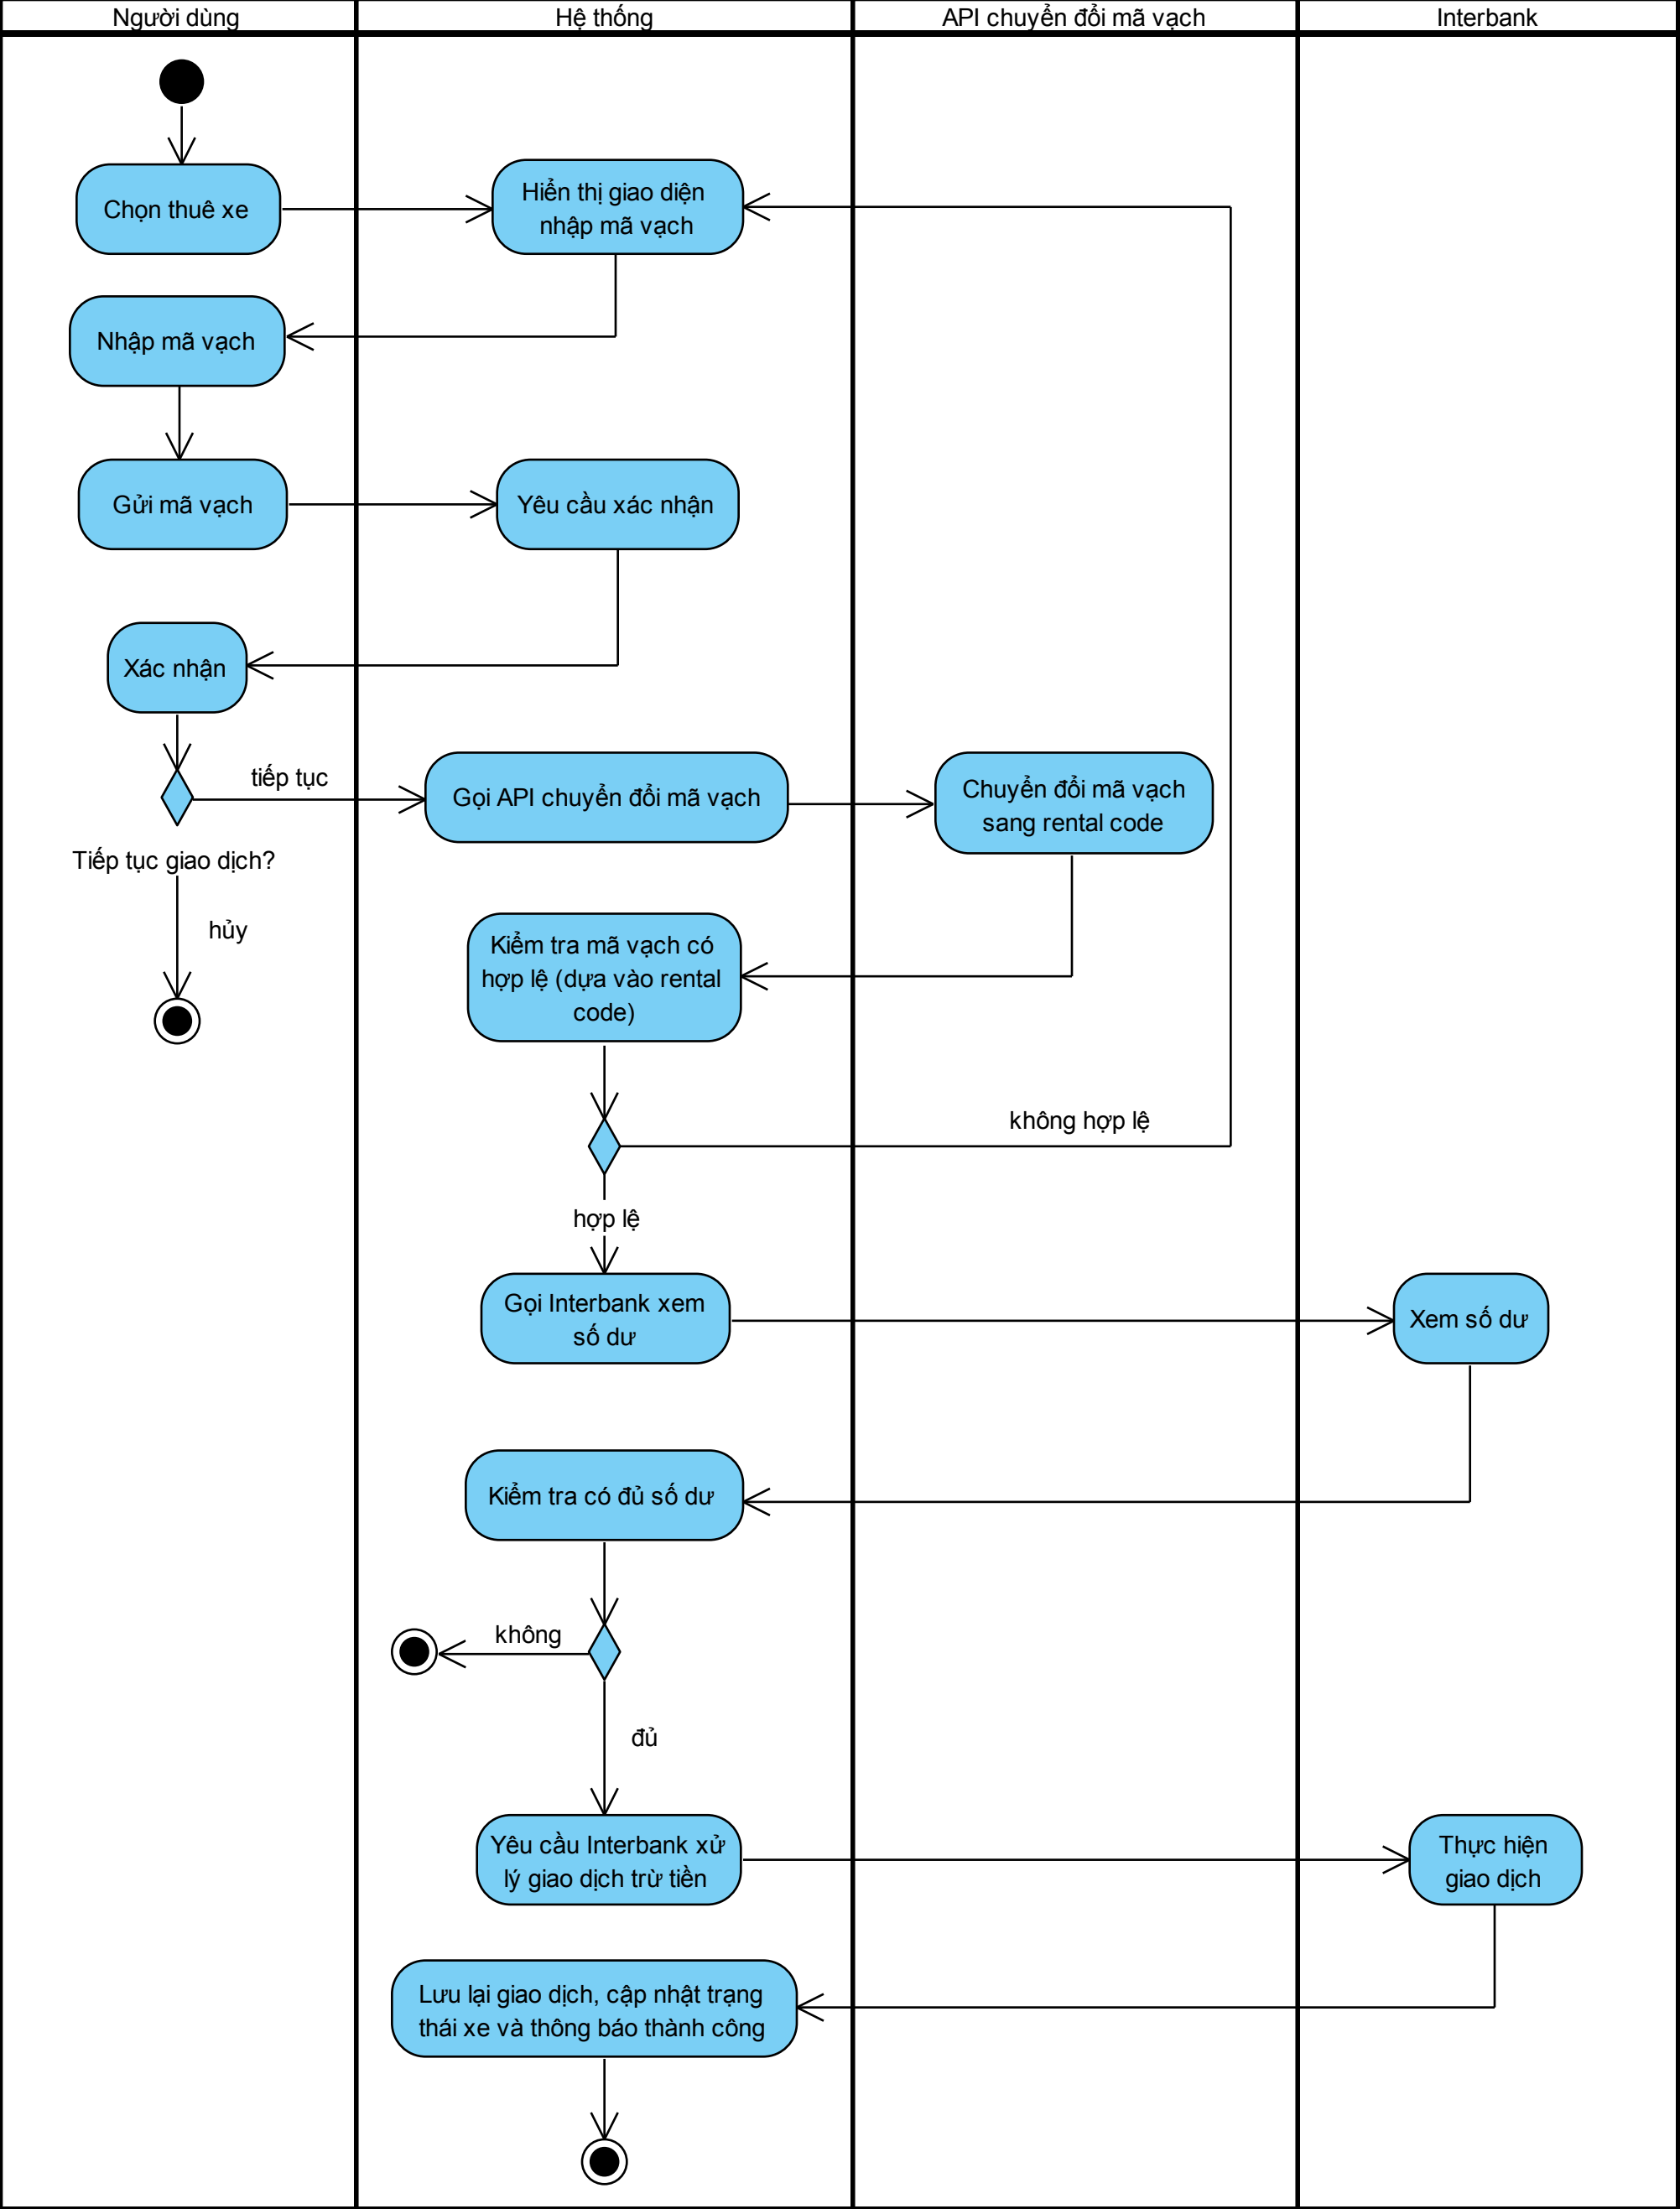 Người dùng
Hệ thống
API chuyển đổi mã vạch
Interbank
Chọn thuê xe
Hiển thị giao diện
nhập mã vạch
Nhập mã vạch
Gửi mã vạch
Yêu cầu xác nhận
Xác nhận
tiếp tục
Gọi API chuyển đổi mã vạch
Chuyển đổi mã vạch
sang rental code
Tiếp tục giao dịch?
hủy
Kiểm tra mã vạch có
hợp lệ (dựa vào rental
code)
không hợp lệ
hợp lệ
Gọi Interbank xem
số dư
Xem số dư
Kiểm tra có đủ số dư
không
đủ
Yêu cầu Interbank xử
lý giao dịch trừ tiền
Thực hiện
giao dịch
Lưu lại giao dịch, cập nhật trạng
thái xe và thông báo thành công